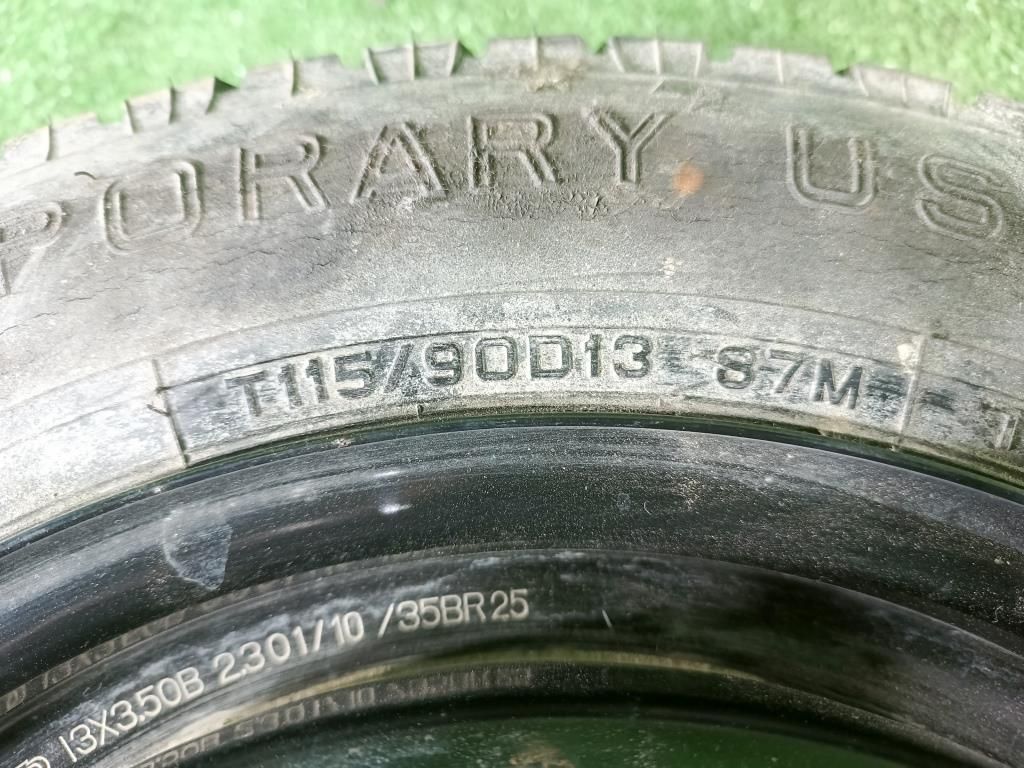 PORARY US
T115/90D13 87M T
13X3.50B 2.301/10 /35BR25